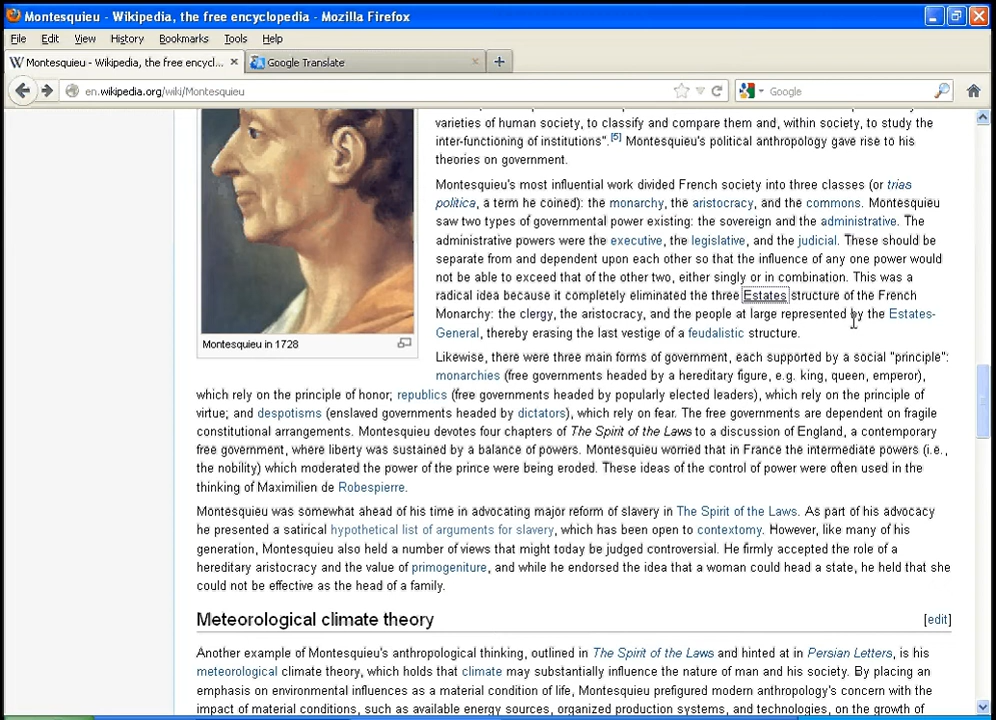 Montesquieu - Wikipedia, the free encyclopedia - Mozilla Firefox
File Edit View History Bookmarks Tools Help
Montesquieu - Wikipedia, the free encycl... × Google Translate × +
en.wikipedia.org/wiki/Montesquieu Google
varieties of human society, to classify and compare them and, within society, to study the
inter-functioning of institutions".[5] Montesquieu's political anthropology gave rise to his
theories on government.
Montesquieu's most influential work divided French society into three classes (or trias
politica, a term he coined): the monarchy, the aristocracy, and the commons. Montesquieu
saw two types of governmental power existing: the sovereign and the administrative. The
administrative powers were the executive, the legislative, and the judicial. These should be
separate from and dependent upon each other so that the influence of any one power would
not be able to exceed that of the other two, either singly or in combination. This was a
radical idea because it completely eliminated the three Estates structure of the French
Monarchy: the clergy, the aristocracy, and the people at large represented by the Estates-
General, thereby erasing the last vestige of a feudalistic structure.
Montesquieu in 1728
Likewise, there were three main forms of government, each supported by a social "principle":
monarchies (free governments headed by a hereditary figure, e.g. king, queen, emperor),
which rely on the principle of honor; republics (free governments headed by popularly elected leaders), which rely on the principle of
virtue; and despotisms (enslaved governments headed by dictators), which rely on fear. The free governments are dependent on fragile
constitutional arrangements. Montesquieu devotes four chapters of The Spirit of the Laws to a discussion of England, a contemporary
free government, where liberty was sustained by a balance of powers. Montesquieu worried that in France the intermediate powers (i.e.,
the nobility) which moderated the power of the prince were being eroded. These ideas of the control of power were often used in the
thinking of Maximilien de Robespierre.
Montesquieu was somewhat ahead of his time in advocating major reform of slavery in The Spirit of the Laws. As part of his advocacy
he presented a satirical hypothetical list of arguments for slavery, which has been open to contextomy. However, like many of his
generation, Montesquieu also held a number of views that might today be judged controversial. He firmly accepted the role of a
hereditary aristocracy and the value of primogeniture, and while he endorsed the idea that a woman could head a state, he held that she
could not be effective as the head of a family.
Meteorological climate theory [edit]
Another example of Montesquieu's anthropological thinking, outlined in The Spirit of the Laws and hinted at in Persian Letters, is his
meteorological climate theory, which holds that climate may substantially influence the nature of man and his society. By placing an
emphasis on environmental influences as a material condition of life, Montesquieu prefigured modern anthropology's concern with the
impact of material conditions, such as available energy sources, organized production systems, and technologies, on the growth of